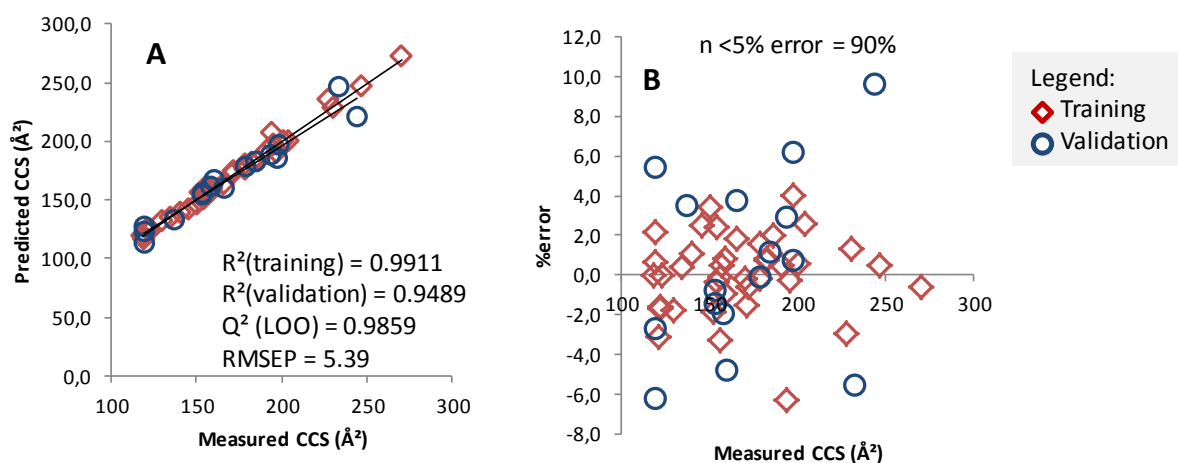 A
300,0
250,0
200,0
150,0
100,0
50,0
0,0
Predicted CCS (Å²)
R²(training) = 0.9911
R²(validation) = 0.9489
Q² (LOO) = 0.9859
RMSEP = 5.39
100 150 200 250 300
Measured CCS (Å²)
B
n <5% error = 90%
12,0
10,0
8,0
6,0
4,0
2,0
0,0
-2,0
-4,0
-6,0
-8,0
%error
100 150 200 250 300
Measured CCS (Å²)
Legend:
Training
Validation